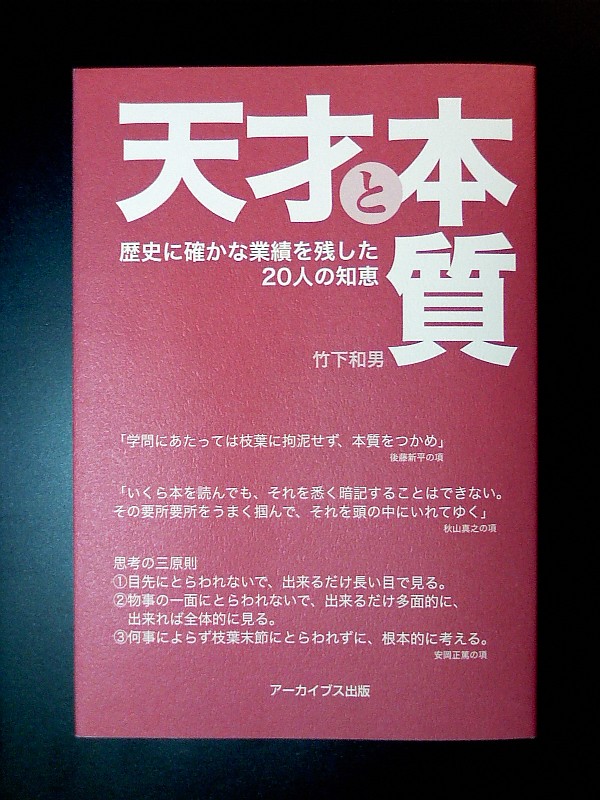 天才と本質
歴史に確かな業績を残した
20人の知恵
竹下和男
「学問にあたっては枝葉に拘泥せず、本質をつかめ」
後藤新平の項
「いくら本を読んでも、それを悉く暗記することはできない。
その要所要所をうまく掴んで、それを頭の中にいれてゆく」
秋山真之の項
思考の三原則
①目先にとらわれないで、出来るだけ長い目で見る。
②物事の一面にとらわれないで、出来るだけ多面的に、
出来れば全体的に見る。
③何事によらず枝葉末節にとらわれずに、根本的に考える。
安岡正篤の項
アーカイブス出版